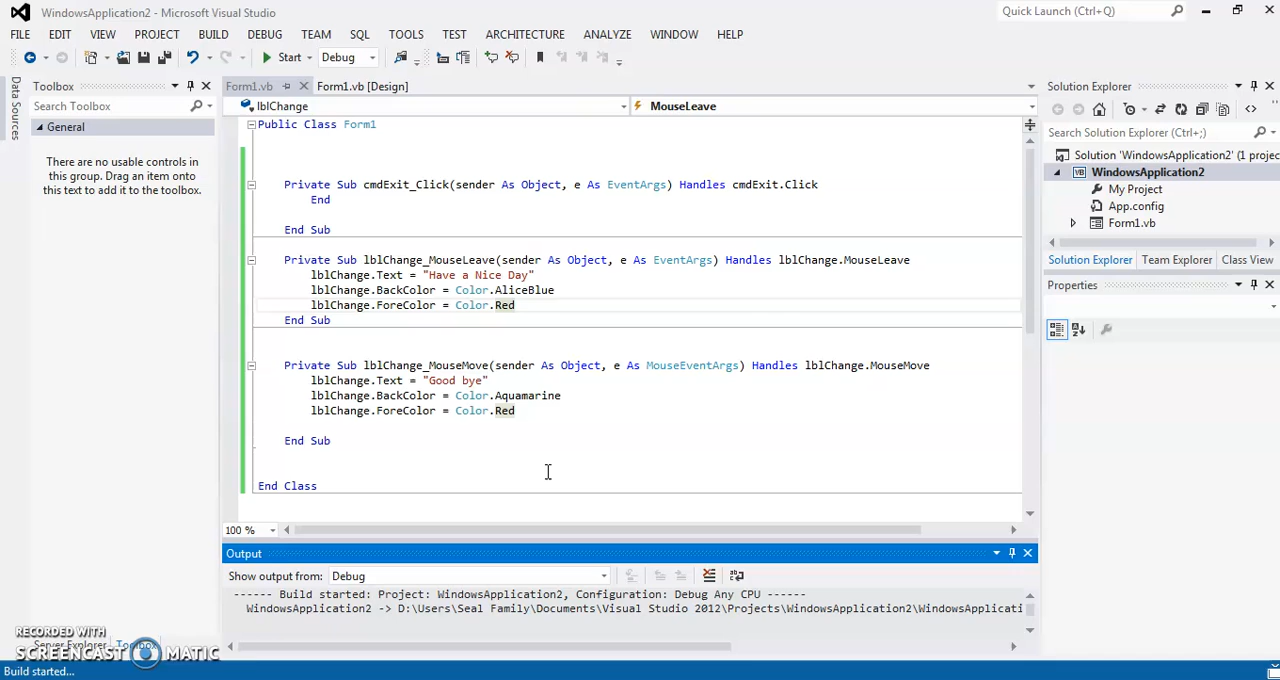 WindowsApplication2 - Microsoft Visual Studio
Quick Launch (Ctrl+Q)
FILE EDIT VIEW PROJECT BUILD DEBUG TEAM SQL TOOLS TEST ARCHITECTURE ANALYZE WINDOW HELP
Start Debug
Data Sources
Toolbox
Search Toolbox
General
There are no usable controls in
this group. Drag an item onto
this text to add it to the toolbox.
Form1.vb Form1.vb [Design]
lblChange MouseLeave
Public Class Form1
Private Sub cmdExit_Click(sender As Object, e As EventArgs) Handles cmdExit.Click
End
End Sub
Private Sub lblChange_MouseLeave(sender As Object, e As EventArgs) Handles lblChange.MouseLeave
lblChange.Text = "Have a Nice Day"
lblChange.BackColor = Color.AliceBlue
lblChange.ForeColor = Color.Red
End Sub
Private Sub lblChange_MouseMove(sender As Object, e As MouseEventArgs) Handles lblChange.MouseMove
lblChange.Text = "Good bye"
lblChange.BackColor = Color.Aquamarine
lblChange.ForeColor = Color.Red
End Sub
End Class
100 %
Output
Show output from: Debug
------ Build started: Project: WindowsApplication2, Configuration: Debug Any CPU ------
WindowsApplication2 -> D:\Users\Seal Family\Documents\Visual Studio 2012\Projects\WindowsApplication2\WindowsApplicati
Solution Explorer
Search Solution Explorer (Ctrl+;)
Solution 'WindowsApplication2' (1 projec
WindowsApplication2
My Project
App.config
Form1.vb
Solution Explorer Team Explorer Class View
Properties
RECORDED WITH
SCREENCAST MATIC
Server Explorer Toolbox
Build started...